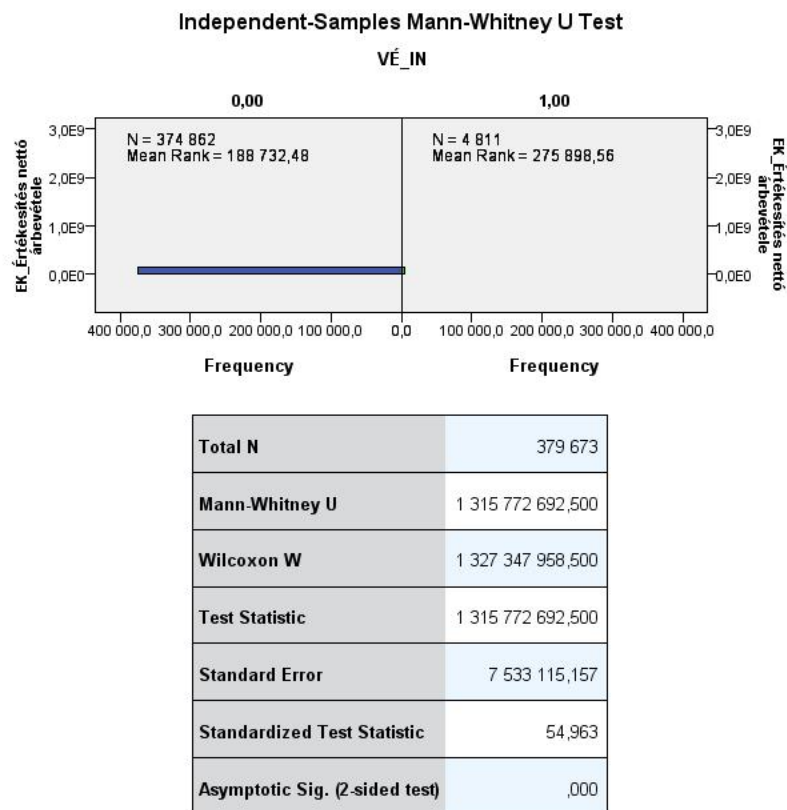 Independent-Samples Mann-Whitney U Test
VÉ_IN
0,00 1,00
EK_Értékesítés nettó
árbevétele
3,0E9
2,0E9
1,0E9
0,0E0
N = 374 862
Mean Rank = 188 732,48
N = 4 811
Mean Rank = 275 898,56
3,0E9
2,0E9
1,0E9
0,0E0
EK_Értékesítés nettó
árbevétele
400 000,0 300 000,0 200 000,0 100 000,0 0,0 100 000,0 200 000,0 300 000,0 400 000,0
Frequency Frequency
Total N 379 673
Mann-Whitney U 1 315 772 692,500
Wilcoxon W 1 327 347 958,500
Test Statistic 1 315 772 692,500
Standard Error 7 533 115,157
Standardized Test Statistic 54,963
Asymptotic Sig. (2-sided test) ,000